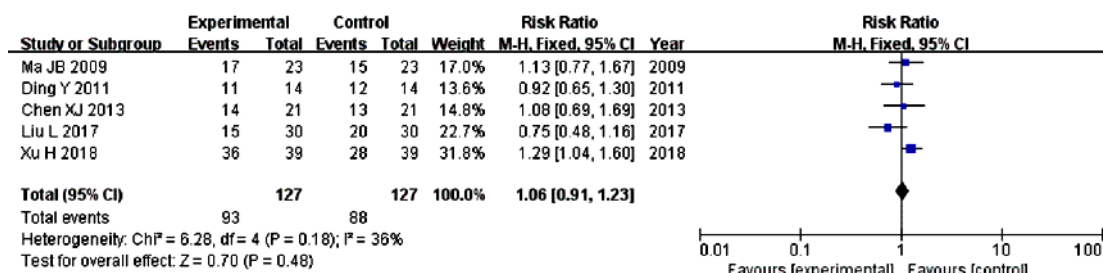 Experimental Control Risk Ratio Risk Ratio
Study or Subgroup Events Total Events Total Weight M-H, Fixed, 95% CI Year M-H, Fixed, 95% CI
Ma JB 2009 17 23 15 23 17.0% 1.13 [0.77, 1.67] 2009
Ding Y 2011 11 14 12 14 13.6% 0.92 [0.65, 1.30] 2011
Chen XJ 2013 14 21 13 21 14.8% 1.08 [0.69, 1.69] 2013
Liu L 2017 15 30 20 30 22.7% 0.75 [0.48, 1.16] 2017
Xu H 2018 36 39 28 39 31.8% 1.29 [1.04, 1.60] 2018
Total (95% CI) 127 127 100.0% 1.06 [0.91, 1.23]
Total events 93 88
Heterogeneity: Chi² = 6.28, df = 4 (P = 0.18); I² = 36%
Test for overall effect: Z = 0.70 (P = 0.48)
0.01 0.1 1 10 100
Favours [experimental] Favours [control]